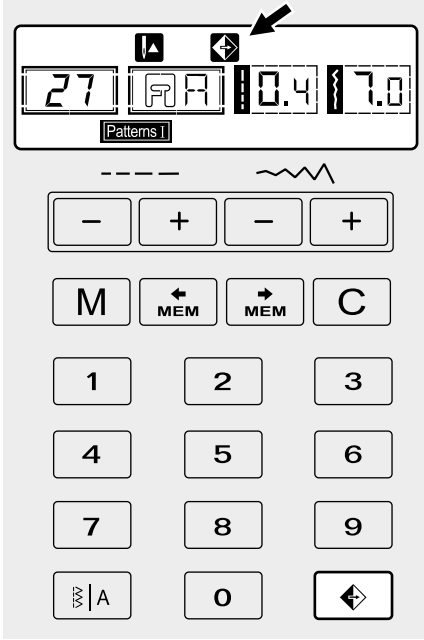 27 A 0.4 7.0
Patterns I
− + − +
M MEM MEM C
1 2 3
4 5 6
7 8 9
A 0